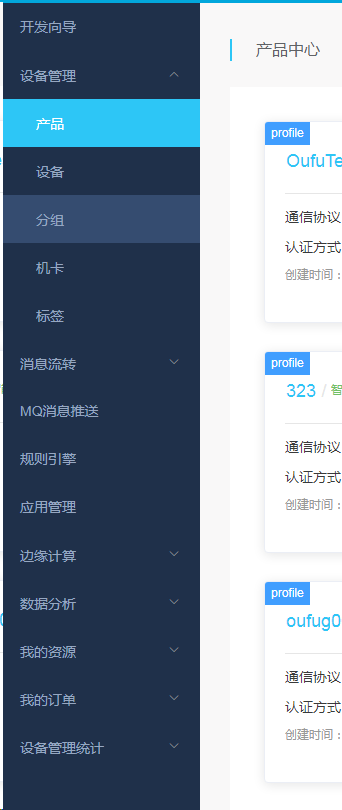 开发向导
设备管理
产品
设备
分组
机卡
标签
消息流转
MQ消息推送
规则引擎
应用管理
边缘计算
数据分析
我的资源
我的订单
设备管理统计
产品中心
profile
OufuTe
通信协议
认证方式
创建时间：
profile
323 / 智
通信协议
认证方式
创建时间：
profile
oufug0
通信协议
认证方式
创建时间：